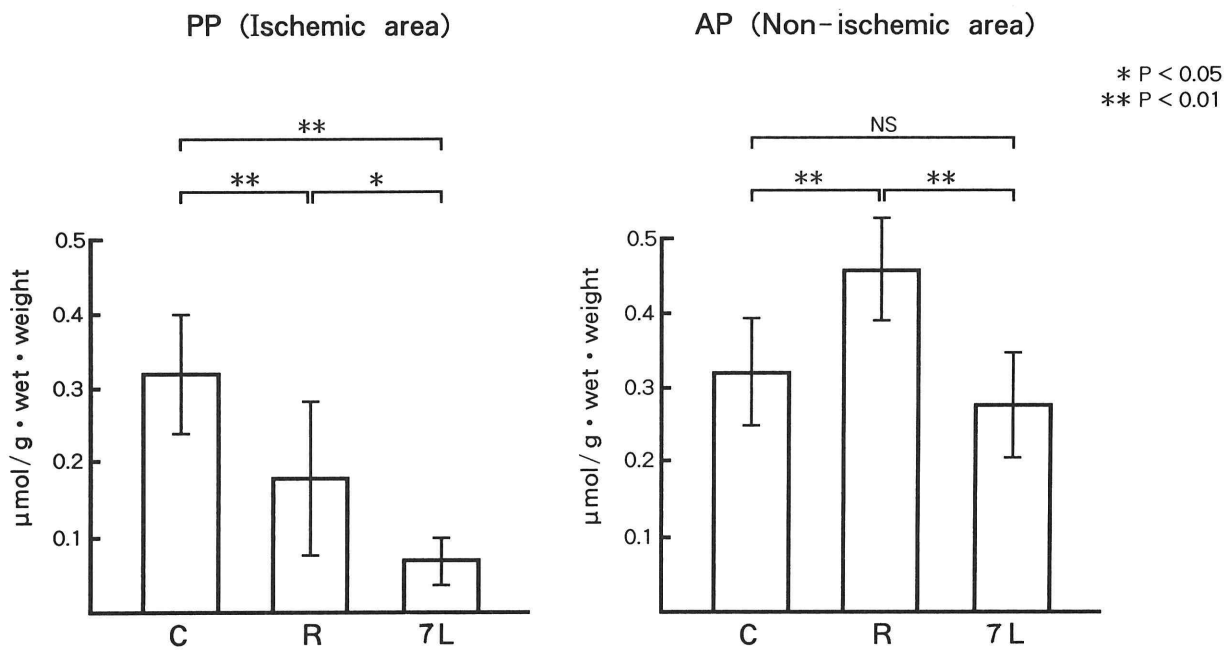 PP (Ischemic area)
**
** *
0.5
0.4
0.3
0.2
0.1
μmol/g・wet・weight
C R 7L
AP (Non-ischemic area)
* P < 0.05
** P < 0.01
NS
** **
0.5
0.4
0.3
0.2
0.1
μmol/g・wet・weight
C R 7L